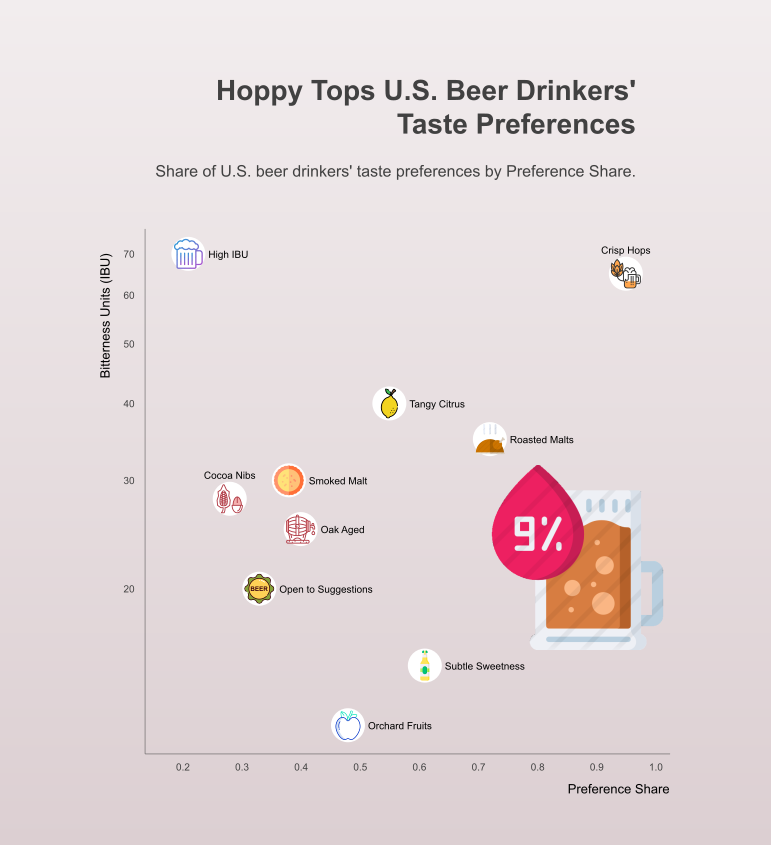 Hoppy Tops U.S. Beer Drinkers'
Taste Preferences
Share of U.S. beer drinkers' taste preferences by Preference Share.
Bitterness Units (IBU)
70
60
50
40
30
20
High IBU
Crisp Hops
Tangy Citrus
Roasted Malts
Cocoa Nibs
Smoked Malt
Oak Aged
9%
BEER
Open to Suggestions
Subtle Sweetness
Orchard Fruits
0.2
0.3
0.4
0.5
0.6
0.7
0.8
0.9
1.0
Preference Share